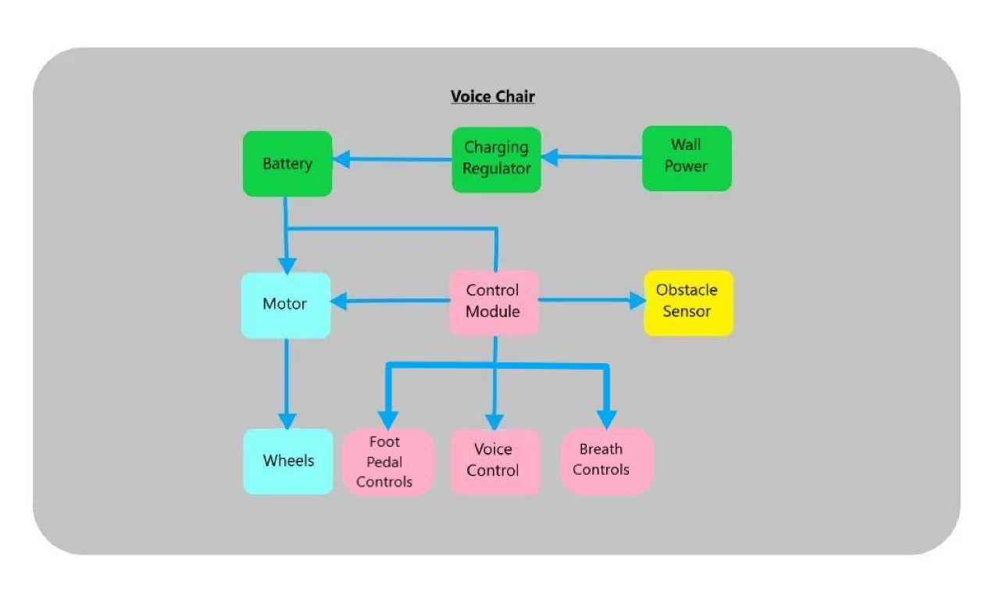 Voice Chair
Battery
Charging
Regulator
Wall
Power
Motor
Control
Module
Obstacle
Sensor
Wheels
Foot
Pedal
Controls
Voice
Control
Breath
Controls